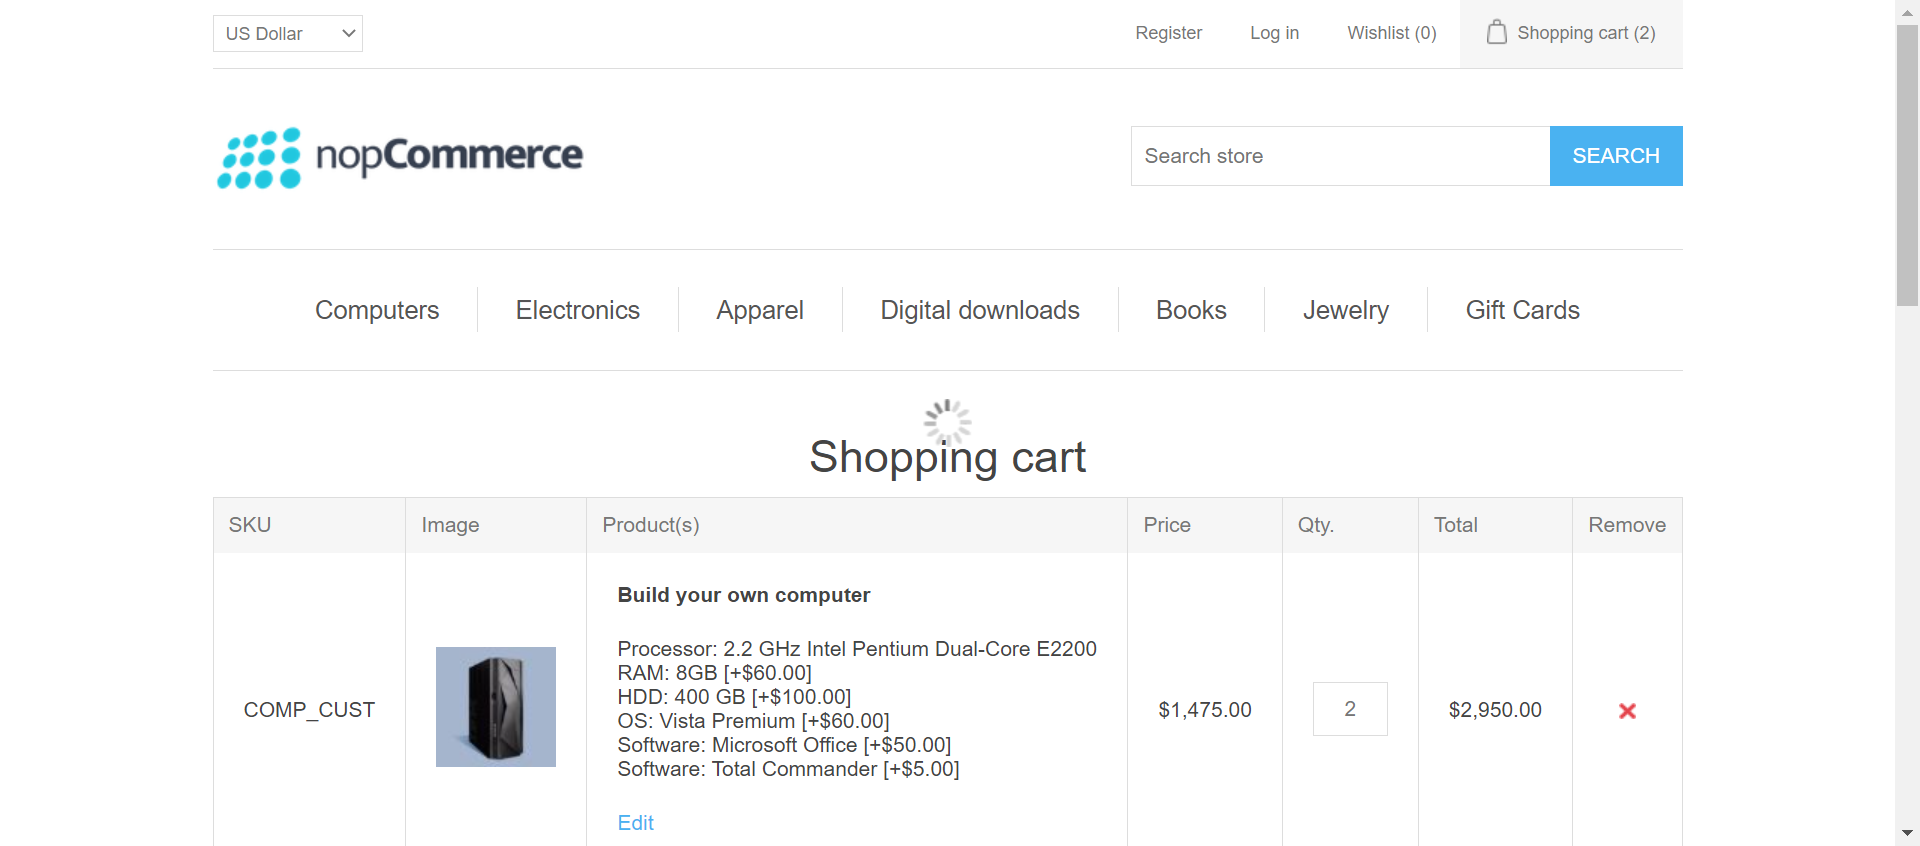 US Dollar
Register
Log in
Wishlist (0)
Shopping cart (2)
nopCommerce
Search store
SEARCH
Computers
Electronics
Apparel
Digital downloads
Books
Jewelry
Gift Cards
Shopping cart
SKU
Image
Product(s)
Price
Qty.
Total
Remove
COMP_CUST
Build your own computer
Processor: 2.2 GHz Intel Pentium Dual-Core E2200
RAM: 8GB [+$60.00]
HDD: 400 GB [+$100.00]
OS: Vista Premium [+$60.00]
Software: Microsoft Office [+$50.00]
Software: Total Commander [+$5.00]
Edit
$1,475.00
2
$2,950.00